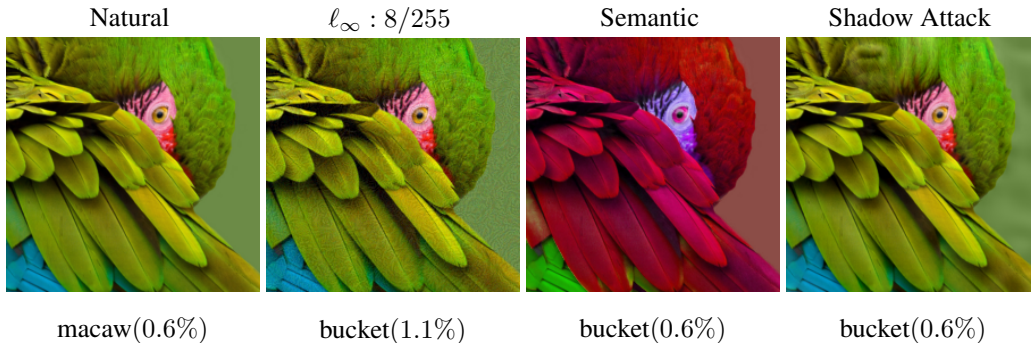 Natural
ℓ∞ : 8/255
Semantic
Shadow Attack
macaw(0.6%)
bucket(1.1%)
bucket(0.6%)
bucket(0.6%)